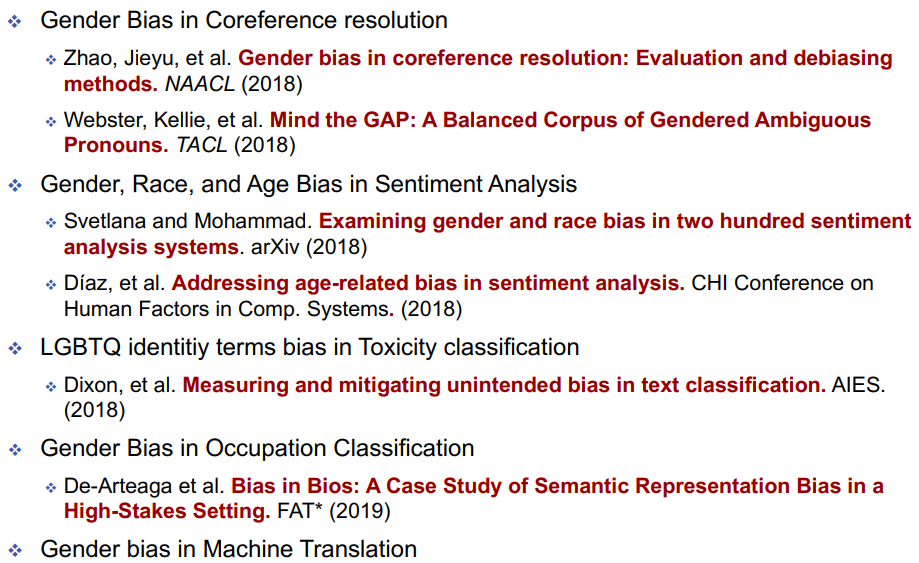 Gender Bias in Coreference resolution
Zhao, Jieyu, et al. Gender bias in coreference resolution: Evaluation and debiasing
methods. NAACL (2018)
Webster, Kellie, et al. Mind the GAP: A Balanced Corpus of Gendered Ambiguous
Pronouns. TACL (2018)
Gender, Race, and Age Bias in Sentiment Analysis
Svetlana and Mohammad. Examining gender and race bias in two hundred sentiment
analysis systems. arXiv (2018)
Díaz, et al. Addressing age-related bias in sentiment analysis. CHI Conference on
Human Factors in Comp. Systems. (2018)
LGBTQ identitiy terms bias in Toxicity classification
Dixon, et al. Measuring and mitigating unintended bias in text classification. AIES.
(2018)
Gender Bias in Occupation Classification
De-Arteaga et al. Bias in Bios: A Case Study of Semantic Representation Bias in a
High-Stakes Setting. FAT* (2019)
Gender bias in Machine Translation